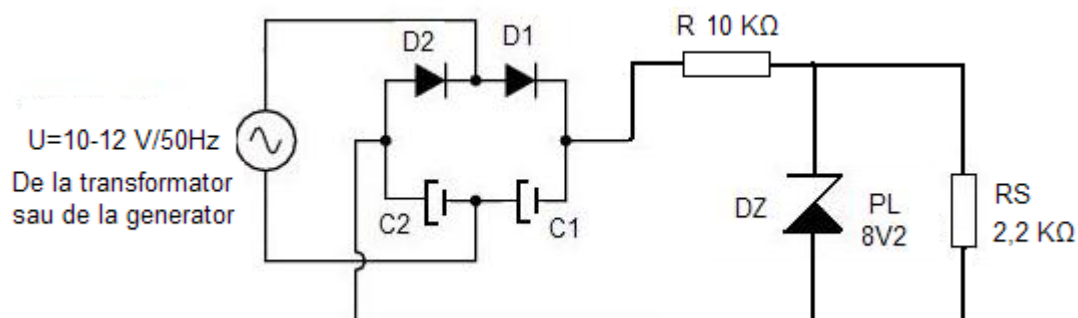 R 10 KΩ
D2
D1
U=10-12 V/50Hz
De la transformator
sau de la generator
C2
C1
DZ
PL
8V2
RS
2,2 KΩ